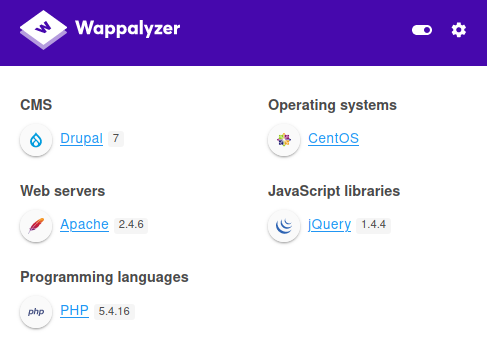 Wappalyzer
CMS
Drupal 7
Operating systems
CentOS
Web servers
Apache 2.4.6
JavaScript libraries
jQuery 1.4.4
Programming languages
php PHP 5.4.16